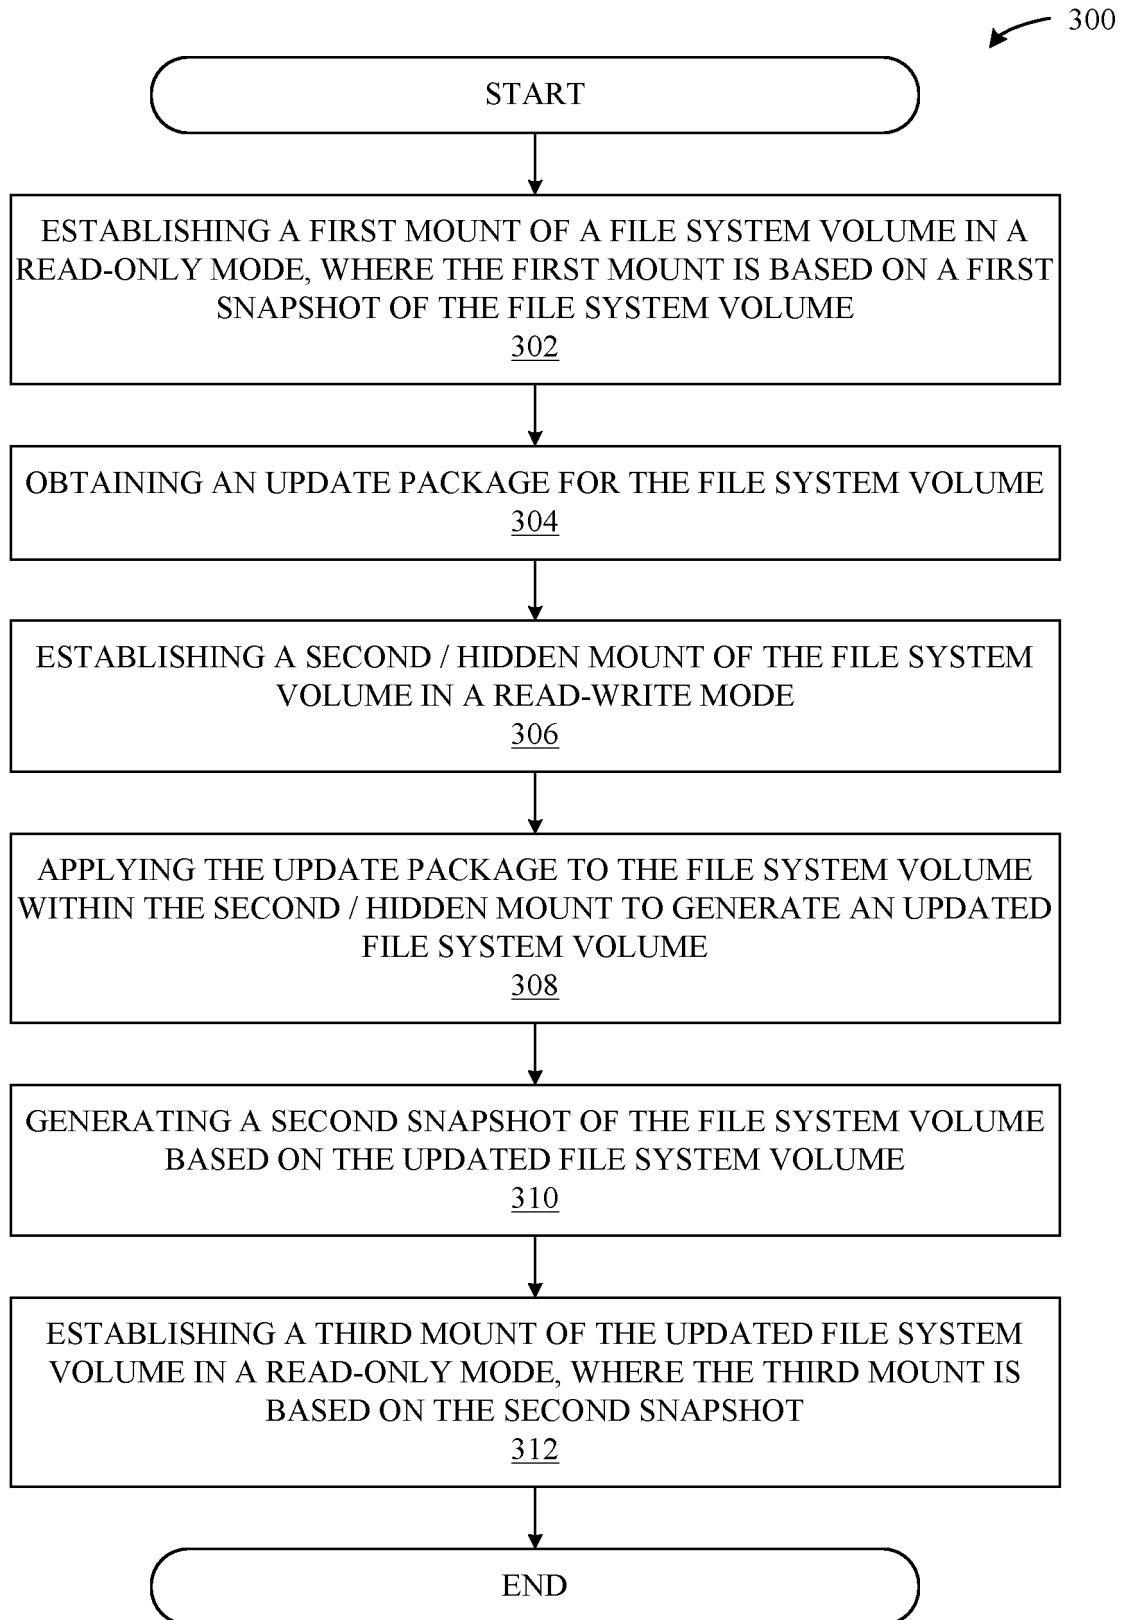 300
START
ESTABLISHING A FIRST MOUNT OF A FILE SYSTEM VOLUME IN A
READ-ONLY MODE, WHERE THE FIRST MOUNT IS BASED ON A FIRST
SNAPSHOT OF THE FILE SYSTEM VOLUME
302
OBTAINING AN UPDATE PACKAGE FOR THE FILE SYSTEM VOLUME
304
ESTABLISHING A SECOND / HIDDEN MOUNT OF THE FILE SYSTEM
VOLUME IN A READ-WRITE MODE
306
APPLYING THE UPDATE PACKAGE TO THE FILE SYSTEM VOLUME
WITHIN THE SECOND / HIDDEN MOUNT TO GENERATE AN UPDATED
FILE SYSTEM VOLUME
308
GENERATING A SECOND SNAPSHOT OF THE FILE SYSTEM VOLUME
BASED ON THE UPDATED FILE SYSTEM VOLUME
310
ESTABLISHING A THIRD MOUNT OF THE UPDATED FILE SYSTEM
VOLUME IN A READ-ONLY MODE, WHERE THE THIRD MOUNT IS
BASED ON THE SECOND SNAPSHOT
312
END